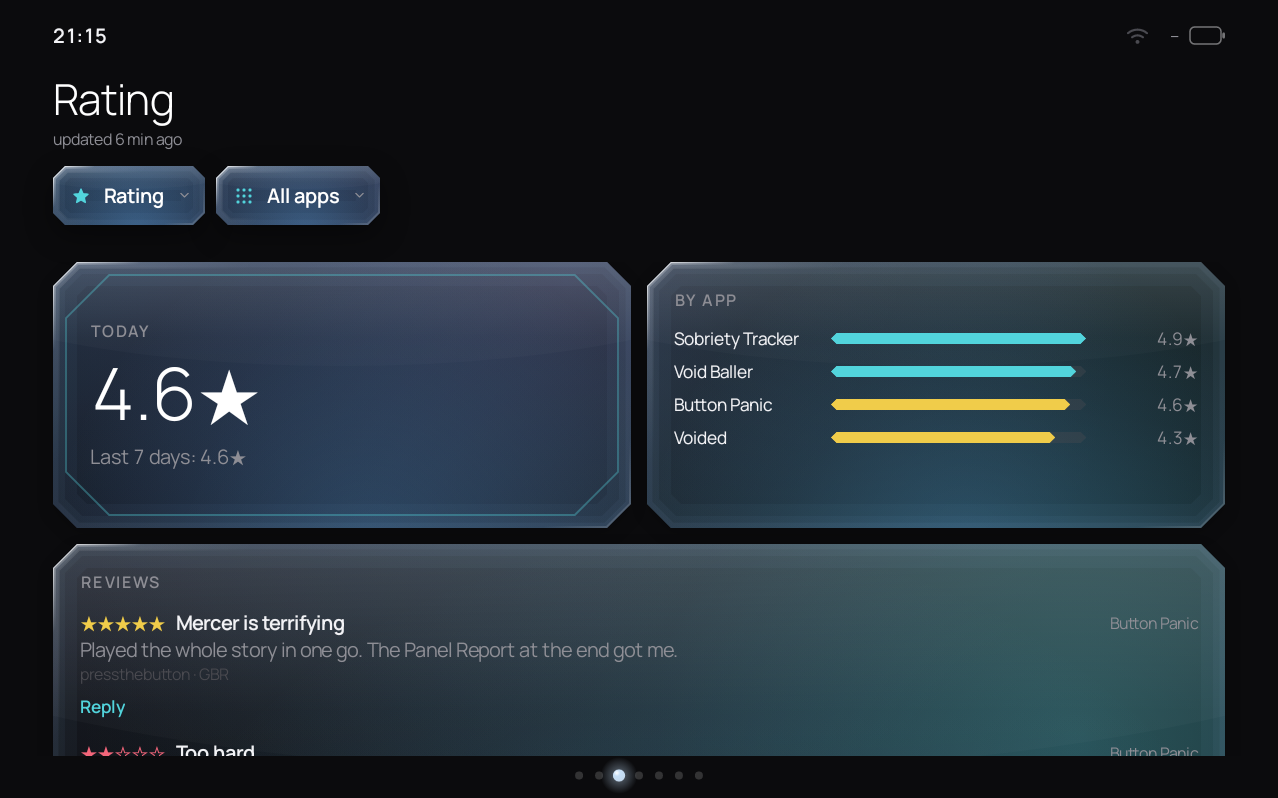 21:15
–
Rating
updated 6 min ago
Rating
All apps
TODAY
4.6★
Last 7 days: 4.6★
BY APP
Sobriety Tracker 4.9★
Void Baller 4.7★
Button Panic 4.6★
Voided 4.3★
REVIEWS
★★★★★ Mercer is terrifying Button Panic
Played the whole story in one go. The Panel Report at the end got me.
pressthebutton · GBR
Reply
★★☆☆☆ Too hard Button Panic